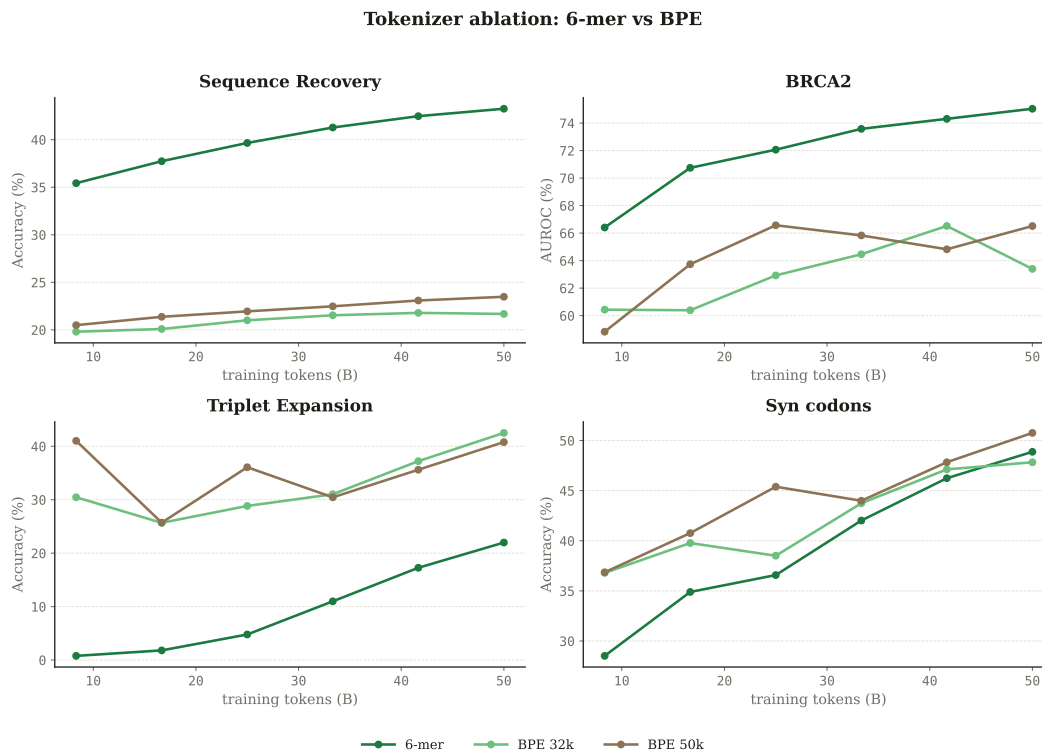 Tokenizer ablation: 6-mer vs BPE
Sequence Recovery
Accuracy (%)
40
35
30
25
20
10 20 30 40 50
training tokens (B)
BRCA2
AUROC (%)
74
72
70
68
66
64
62
60
10 20 30 40 50
training tokens (B)
Triplet Expansion
Accuracy (%)
40
30
20
10
0
10 20 30 40 50
training tokens (B)
Syn codons
Accuracy (%)
50
45
40
35
30
10 20 30 40 50
training tokens (B)
6-mer BPE 32k BPE 50k